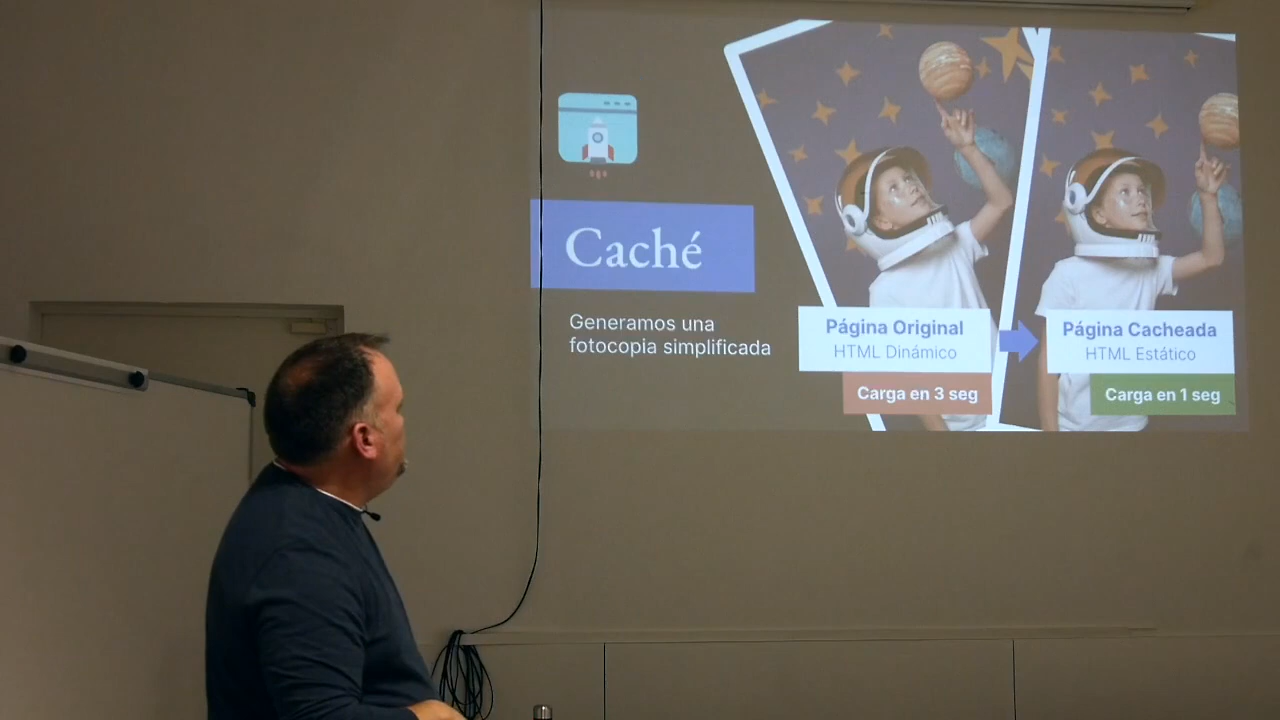 Caché
Generamos una
fotocopia simplificada
Página Original
HTML Dinámico
Carga en 3 seg
Página Cacheada
HTML Estático
Carga en 1 seg